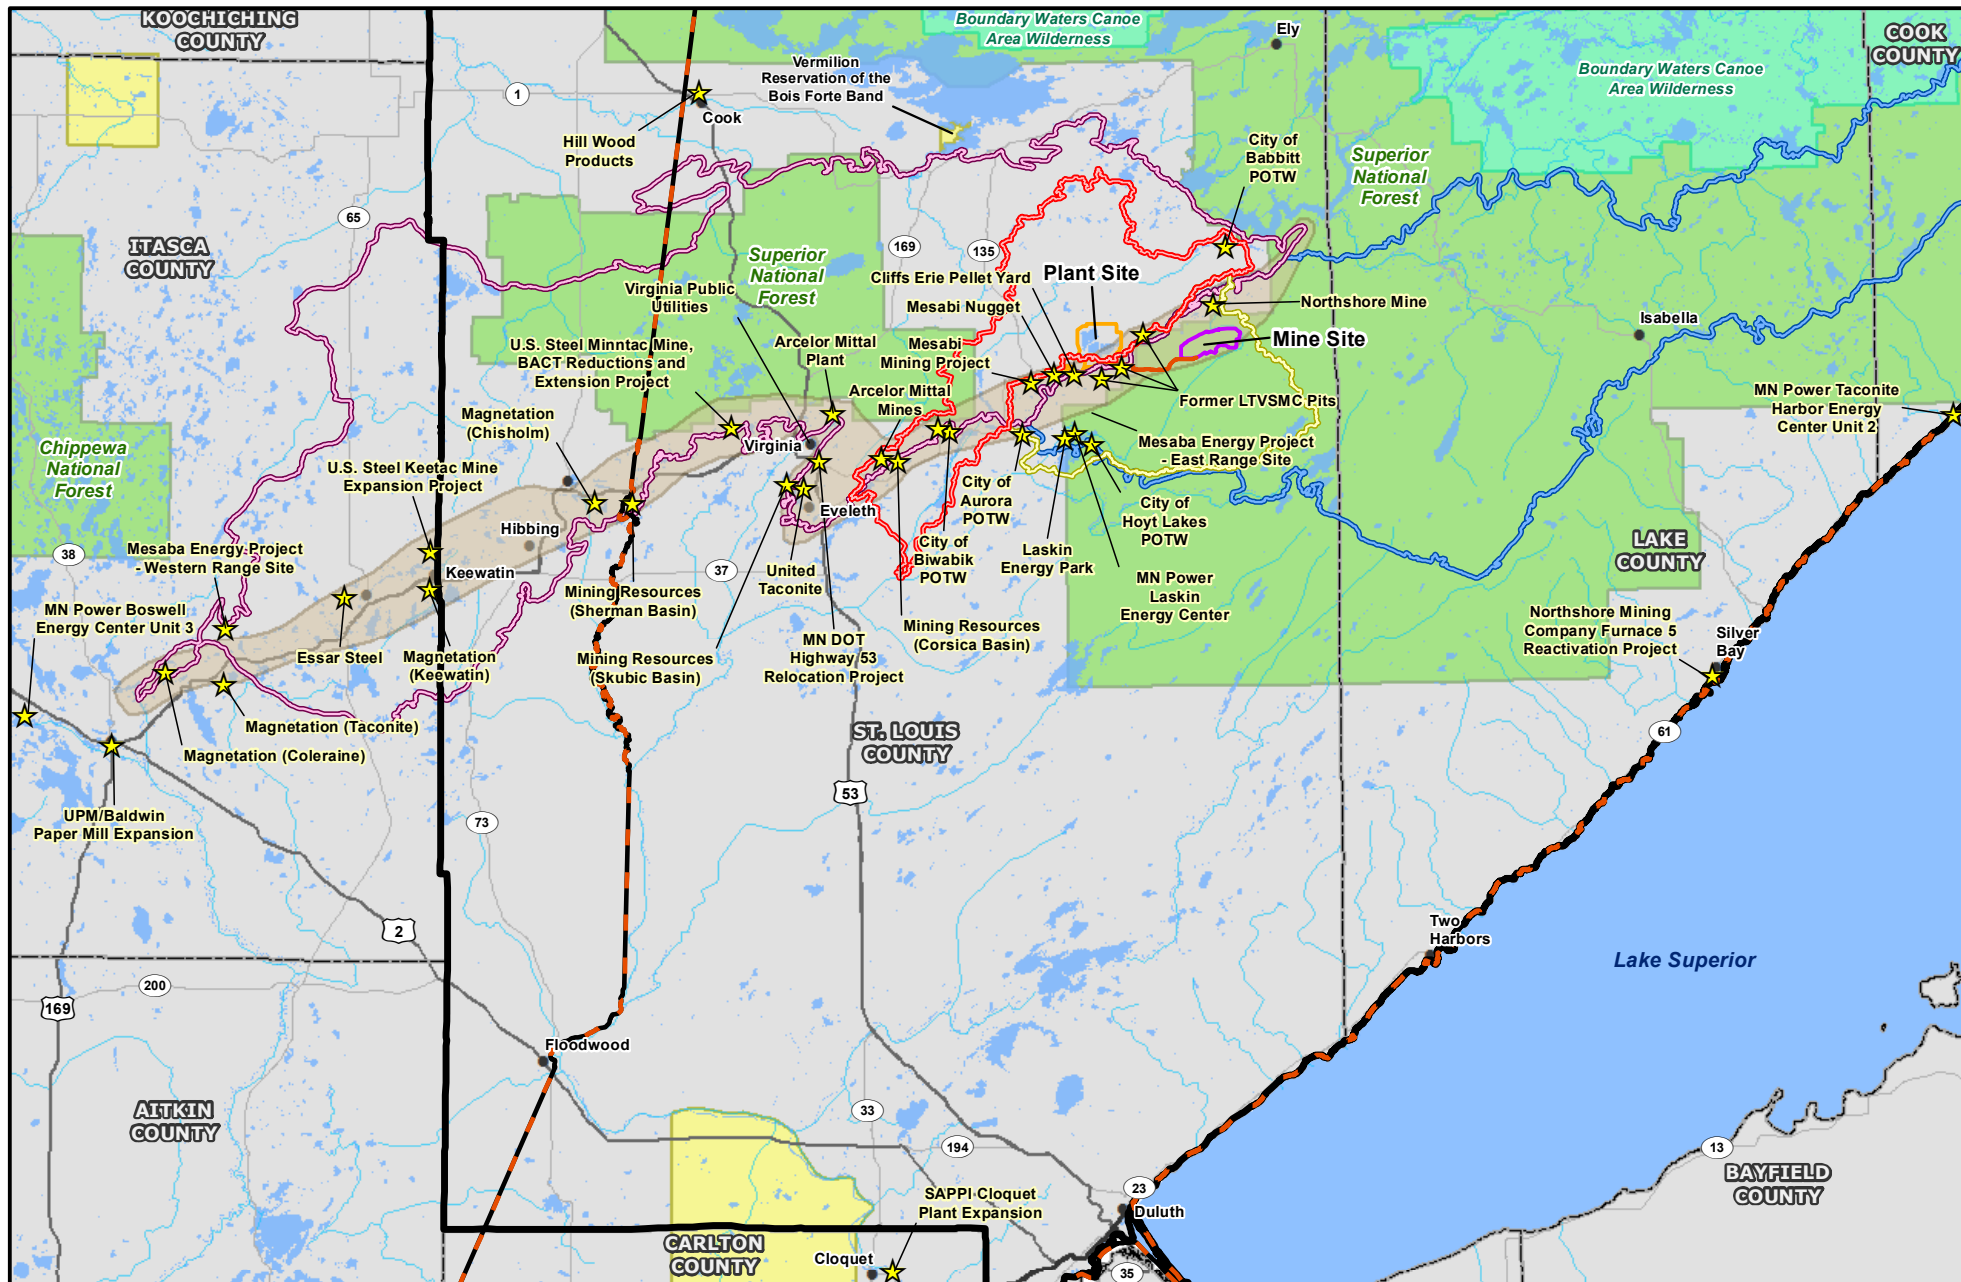 KOOCHICHING
COUNTY
Boundary Waters Canoe
Area Wilderness
Ely
COOK
COUNTY
Boundary Waters Canoe
Area Wilderness
Vermilion
Reservation of the
Bois Forte Band
1
Cook
Hill Wood
Products
City of
Babbitt
POTW
Superior
National
Forest
65
ITASCA
COUNTY
169
135
Superior
National
Forest
Cliffs Erie Pellet Yard
Plant Site
Virginia Public
Utilities
Mesabi Nugget
Northshore Mine
Isabella
U.S. Steel Minntac Mine,
BACT Reductions and
Extension Project
Arcelor Mittal
Plant
Mesabi
Mining Project
Mine Site
Arcelor Mittal
Mines
Former LTVSMC Pits
MN Power Taconite
Harbor Energy
Center Unit 2
Magnetation
(Chisholm)
Virginia
Mesaba Energy Project
- East Range Site
Chippewa
National
Forest
U.S. Steel Keetac Mine
Expansion Project
City of
Aurora
POTW
Eveleth
City of
Hoyt Lakes
POTW
Hibbing
38
Mesaba Energy Project
- Western Range Site
Keewatin
37
City of
Biwabik
POTW
Laskin
Energy Park
LAKE
COUNTY
United
Taconite
MN Power
Laskin
Energy Center
Mining Resources
(Sherman Basin)
MN Power Boswell
Energy Center Unit 3
Northshore Mining
Company Furnace 5
Reactivation Project
Silver
Bay
Mining Resources
(Corsica Basin)
MN DOT
Highway 53
Relocation Project
Essar Steel
Magnetation
(Keewatin)
Mining Resources
(Skubic Basin)
Magnetation (Taconite)
Magnetation (Coleraine)
ST. LOUIS
COUNTY
61
53
UPM/Baldwin
Paper Mill Expansion
73
2
Two
Harbors
Lake Superior
200
169
Floodwood
AITKIN
COUNTY
33
194
13
BAYFIELD
COUNTY
SAPPI Cloquet
Plant Expansion
23
Duluth
CARLTON
COUNTY
Cloquet
35